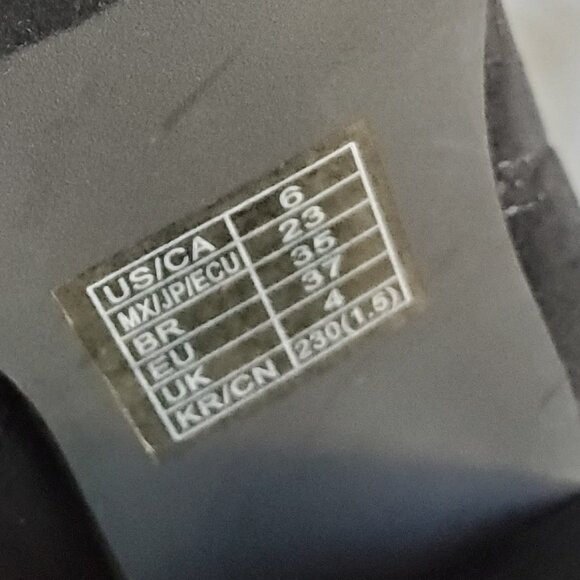 US/CA 6
MX/JP/ECU 23
BR 35
EU 37
UK 4
KR/CN 230(1.5)